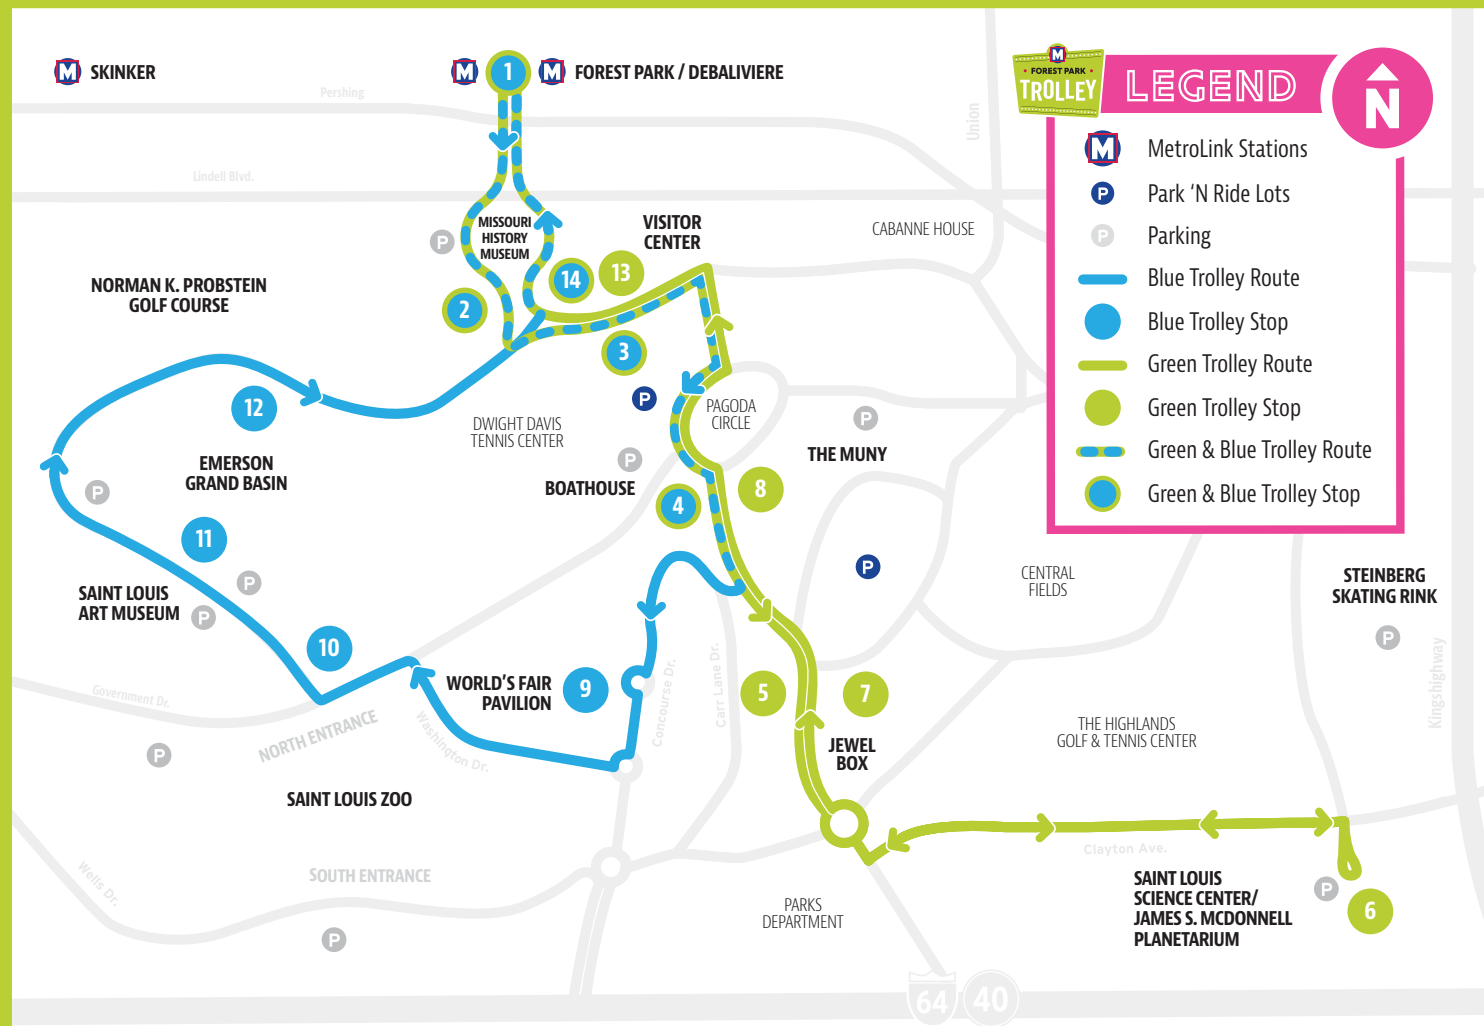 M SKINKER
M 1 M FOREST PARK / DEBALIVIERE
Pershing
Union
Lindell Blvd.
M
FOREST PARK
TROLLEY
LEGEND
N
M MetroLink Stations
P Park ‘N Ride Lots
P Parking
Blue Trolley Route
Blue Trolley Stop
Green Trolley Route
Green Trolley Stop
Green & Blue Trolley Route
Green & Blue Trolley Stop
MISSOURI
HISTORY
MUSEUM
P
VISITOR
CENTER
CABANNE HOUSE
NORMAN K. PROBSTEIN
GOLF COURSE
14
13
2
3
12
P
DWIGHT DAVIS
TENNIS CENTER
PAGODA
CIRCLE
P
THE MUNY
EMERSON
GRAND BASIN
P
P
BOATHOUSE
8
4
11
P
SAINT LOUIS
ART MUSEUM
P
P
CENTRAL
FIELDS
STEINBERG
SKATING RINK
P
10
WORLD’S FAIR
PAVILION
9
5
7
Concourse Dr.
Carr Lane Dr.
Kingshighway
Government Dr.
NORTH ENTRANCE
Washington Dr.
P
JEWEL
BOX
THE HIGHLANDS
GOLF & TENNIS CENTER
SAINT LOUIS ZOO
Clayton Ave.
Wells Dr.
SOUTH ENTRANCE
P
PARKS
DEPARTMENT
SAINT LOUIS
SCIENCE CENTER/
JAMES S. MCDONNELL
PLANETARIUM
P
6
64 40